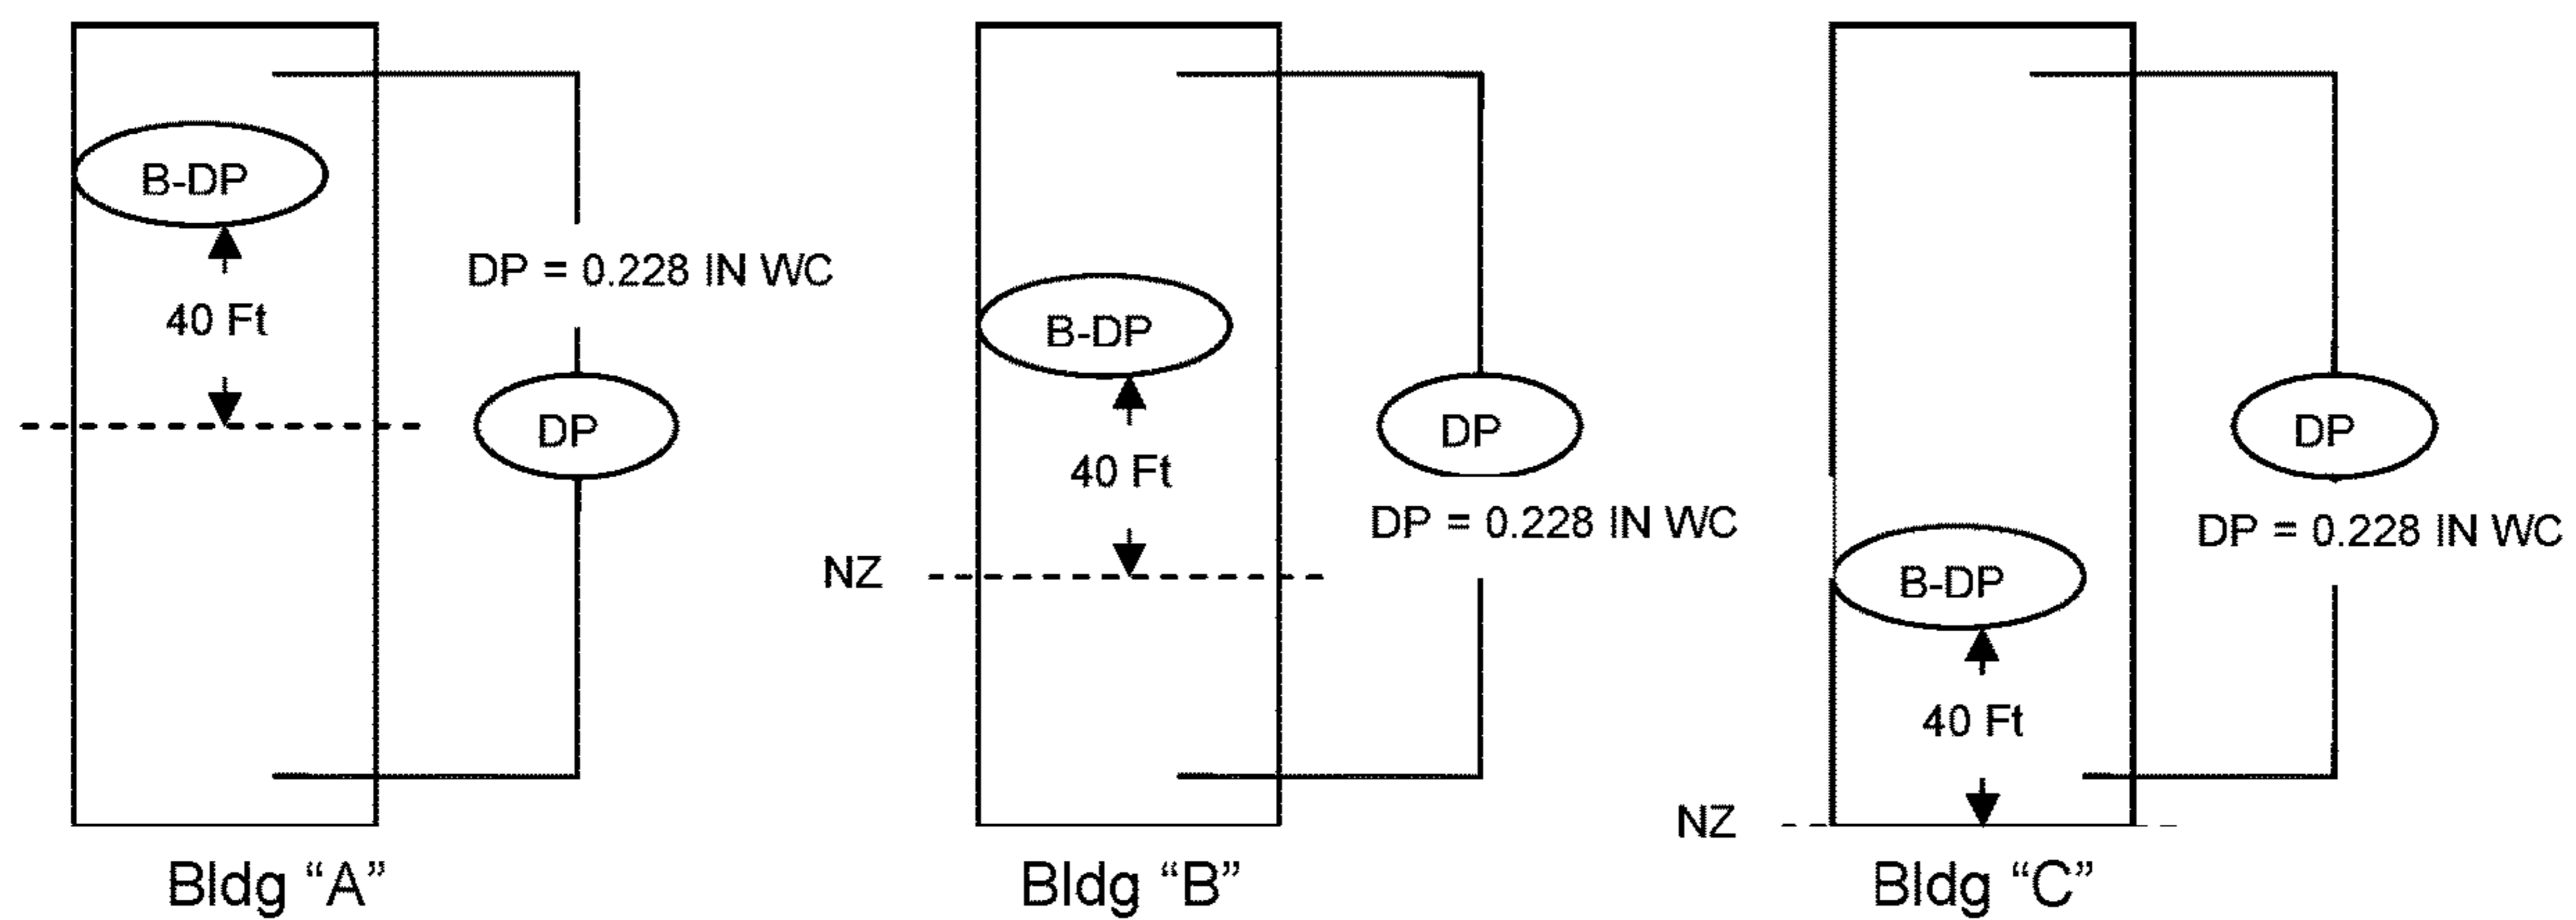 B-DP
40 Ft
DP = 0.228 IN WC
DP
Bldg “A”
B-DP
40 Ft
NZ
DP
DP = 0.228 IN WC
Bldg “B”
DP
DP = 0.228 IN WC
B-DP
40 Ft
NZ
Bldg “C”